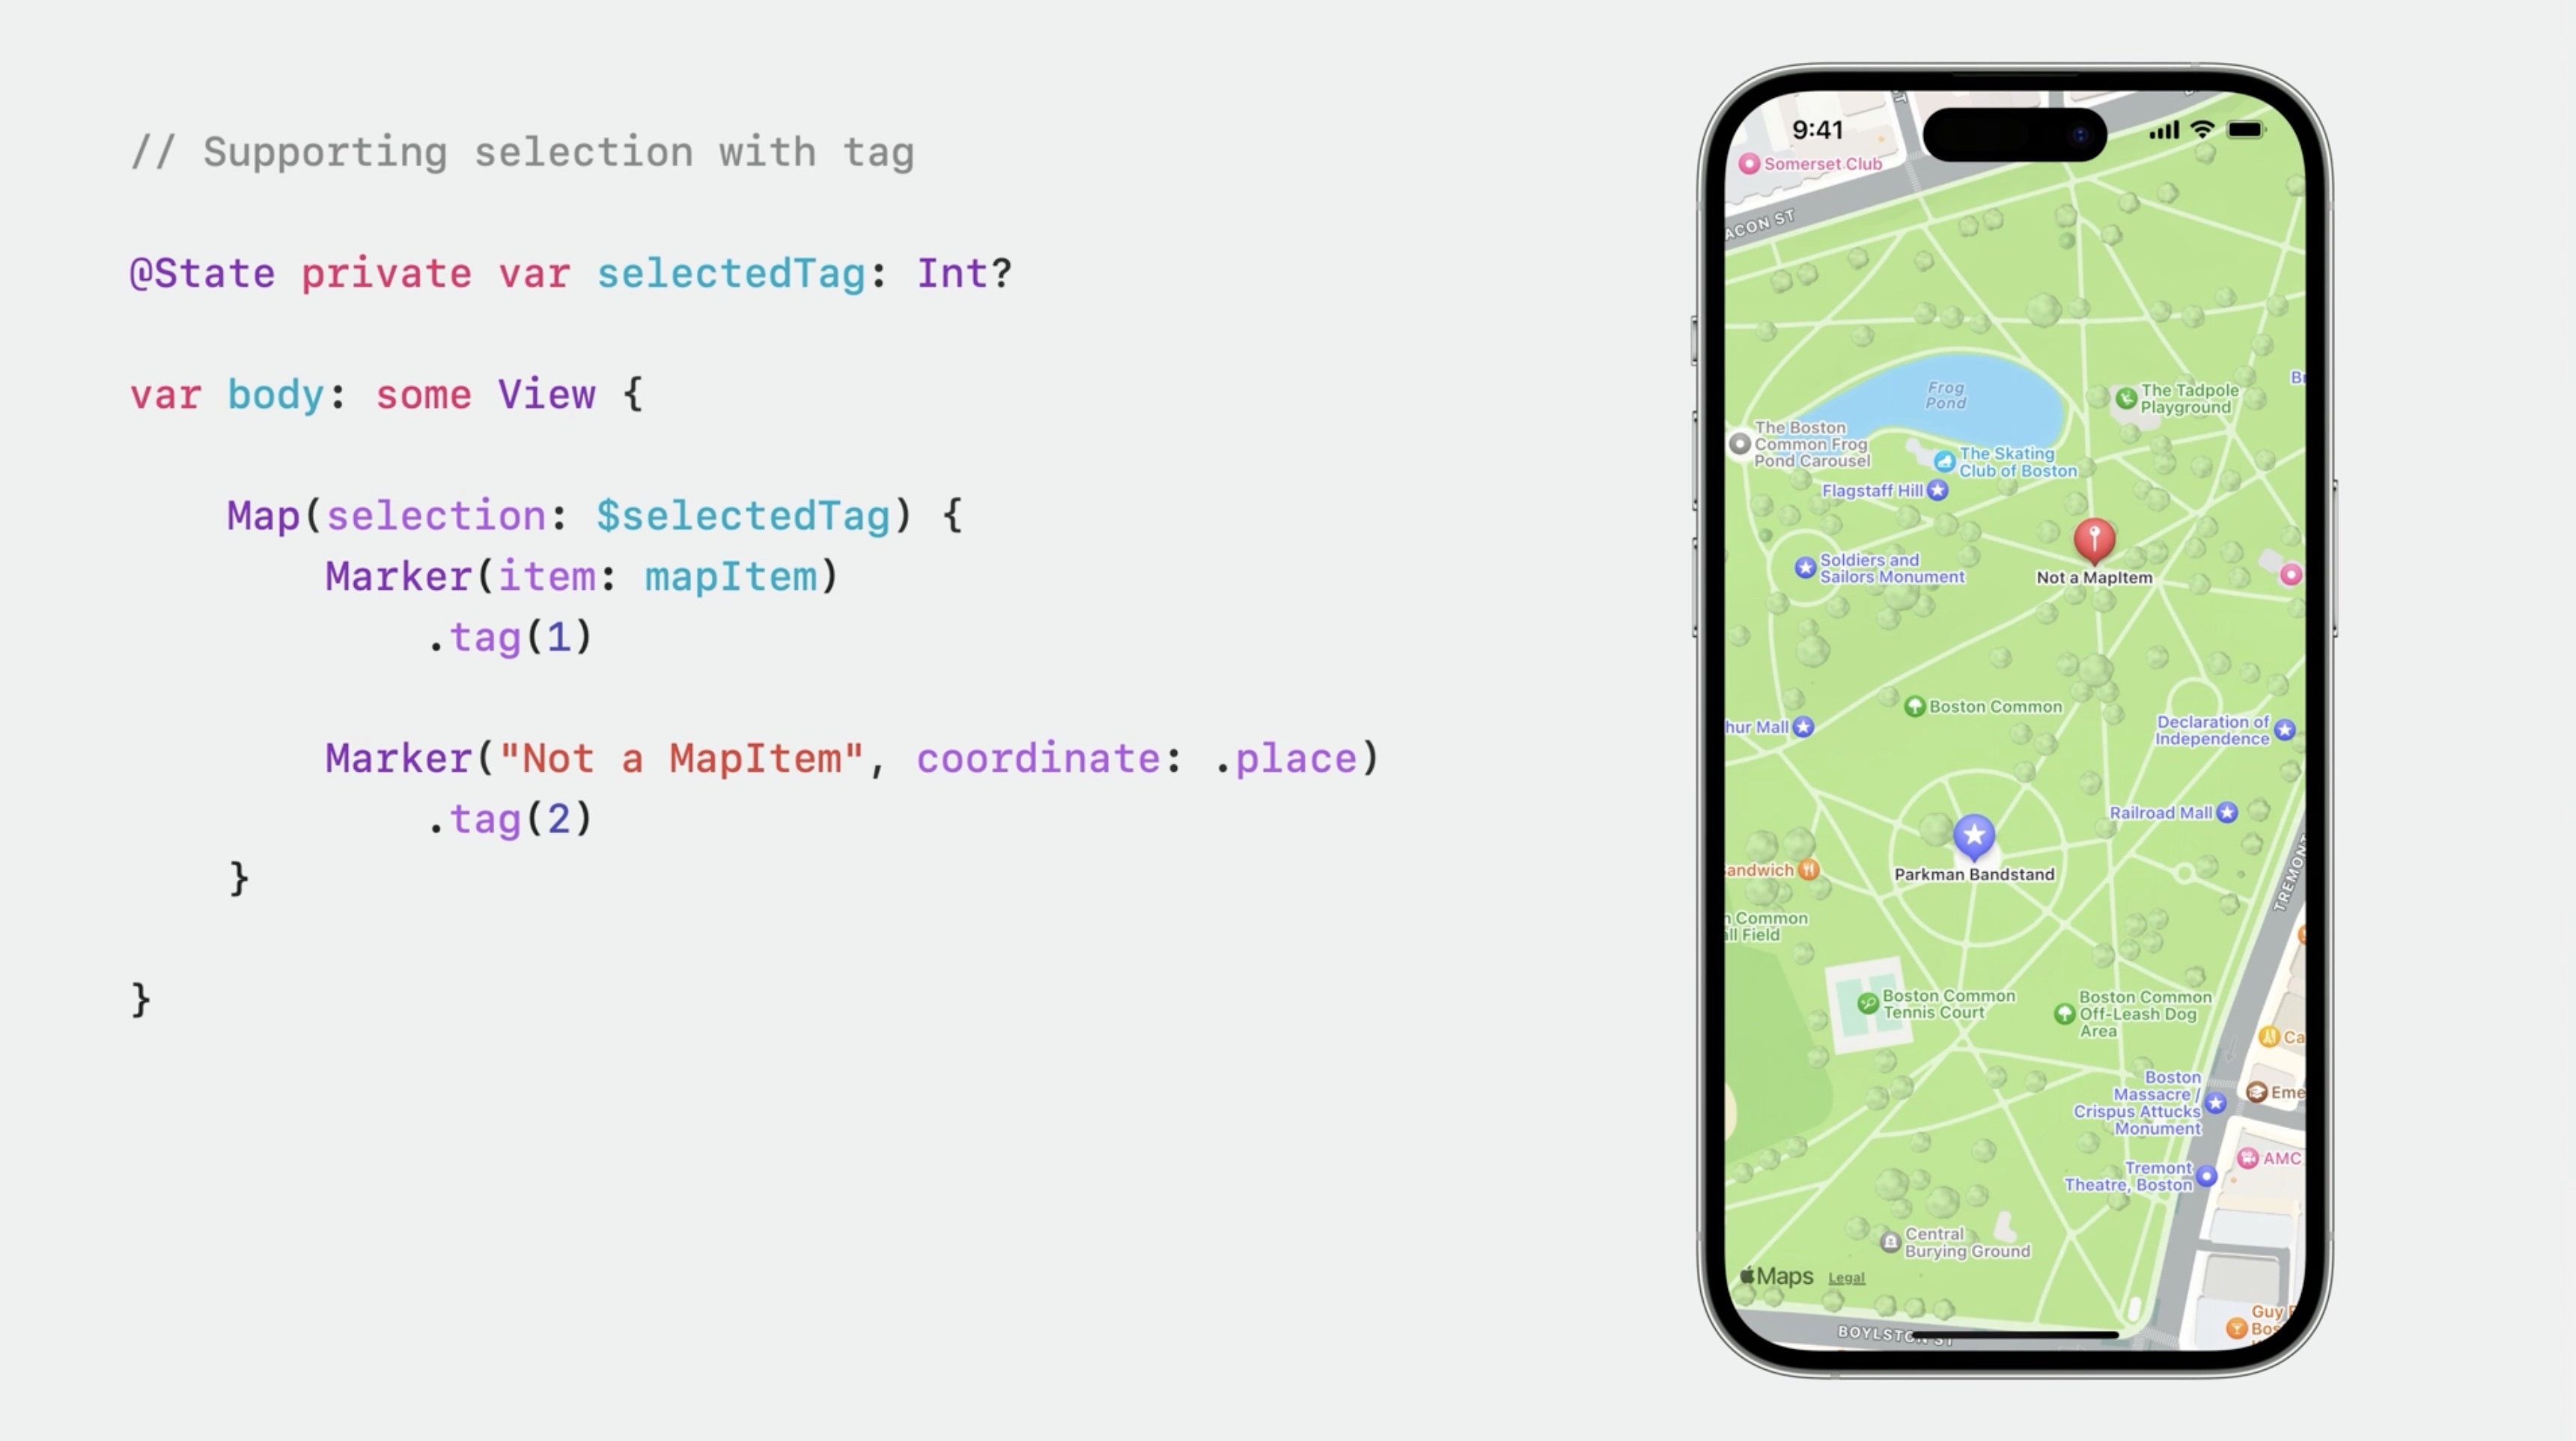 // Supporting selection with tag
@State private var selectedTag: Int?
var body: some View {
Map(selection: $selectedTag) {
Marker(item: mapItem)
.tag(1)
Marker("Not a MapItem", coordinate: .place)
.tag(2)
}
}
9:41
Somerset Club
ACON ST
Frog
Pond
The Tadpole
Playground
The Boston
Common Frog
Pond Carousel
The Skating
Club of Boston
Flagstaff Hill
Soldiers and
Sailors Monument
Not a MapItem
Boston Common
hur Mall
Declaration of
Independence
Railroad Mall
Parkman Bandstand
andwich
TREMONT
Common
all Field
Boston Common
Tennis Court
Boston Common
Off-Leash Dog
Area
Ca
Boston
Massacre /
Crispus Attucks
Monument
Eme
AMC
Tremont
Theatre, Boston
Central
Burying Ground
Maps
Legal
Guy
Bos
BOYLSTON ST